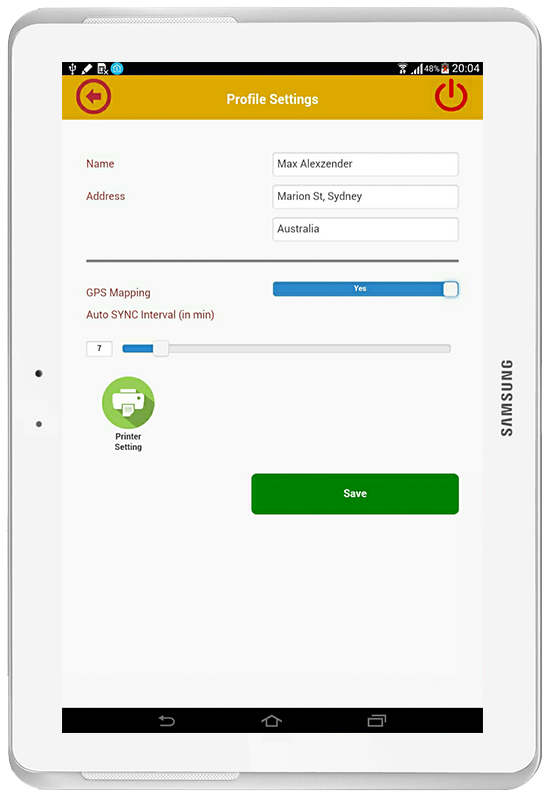 48% 20:04
Profile Settings
Name
Max Alexzender
Address
Marion St, Sydney
Australia
GPS Mapping
Yes
Auto SYNC Interval (in min)
7
Printer
Setting
Save
SAMSUNG